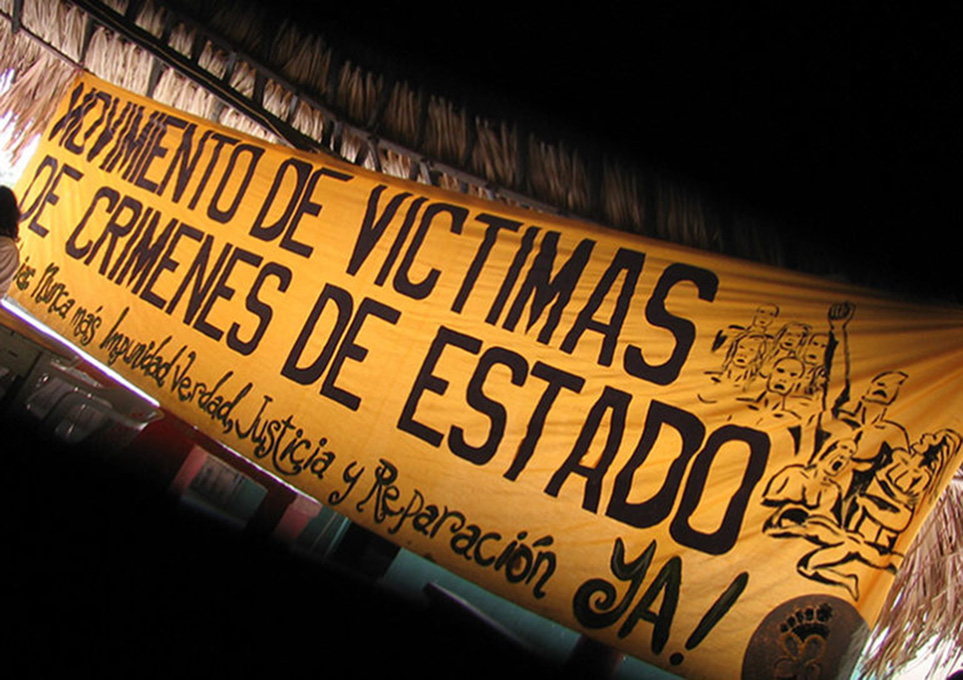 MOVIMIENTO DE VICTIMAS
DE CRIMENES DE ESTADO
Nunca más Impunidad, Verdad, Justicia y Reparación YA!